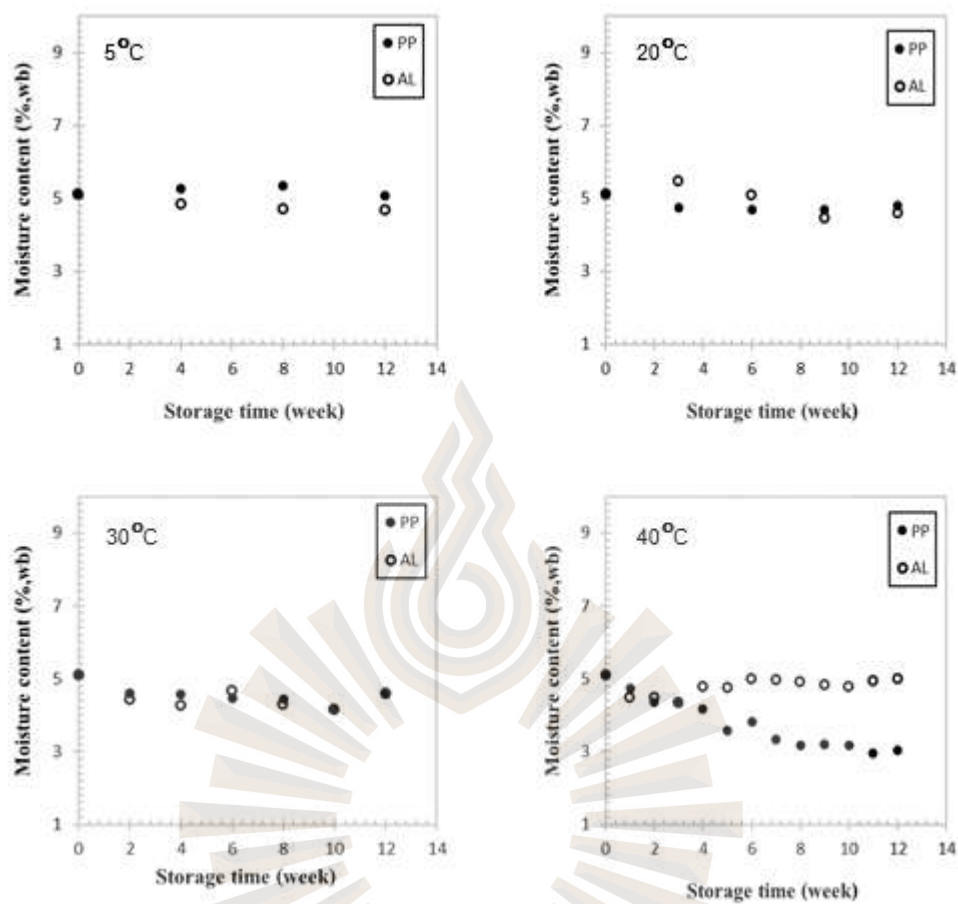 5°C
PP
AL
9
7
5
3
1
0 2 4 6 8 10 12 14
Moisture content (%,wb)
Storage time (week)
20°C
PP
AL
9
7
5
3
1
0 2 4 6 8 10 12 14
Moisture content (%,wb)
Storage time (week)
30°C
PP
AL
9
7
5
3
1
0 2 4 6 8 10 12 14
Moisture content (%,wb)
Storage time (week)
40°C
PP
AL
9
7
5
3
1
0 2 4 6 8 10 12 14
Moisture content (%,wb)
Storage time (week)